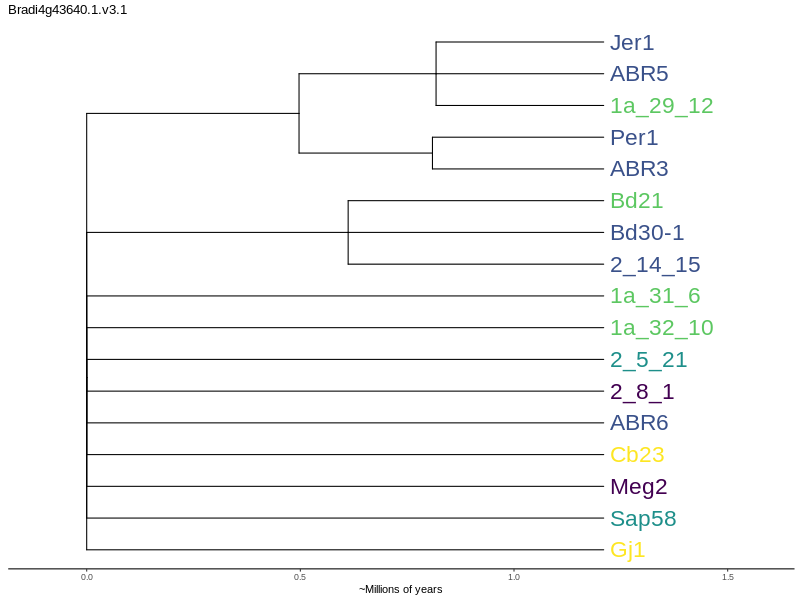 Bradi4g43640.1.v3.1
Jer1
ABR5
1a_29_12
Per1
ABR3
Bd21
Bd30-1
2_14_15
1a_31_6
1a_32_10
2_5_21
2_8_1
ABR6
Cb23
Meg2
Sap58
Gj1
0.0 0.5 1.0 1.5
~Millions of years